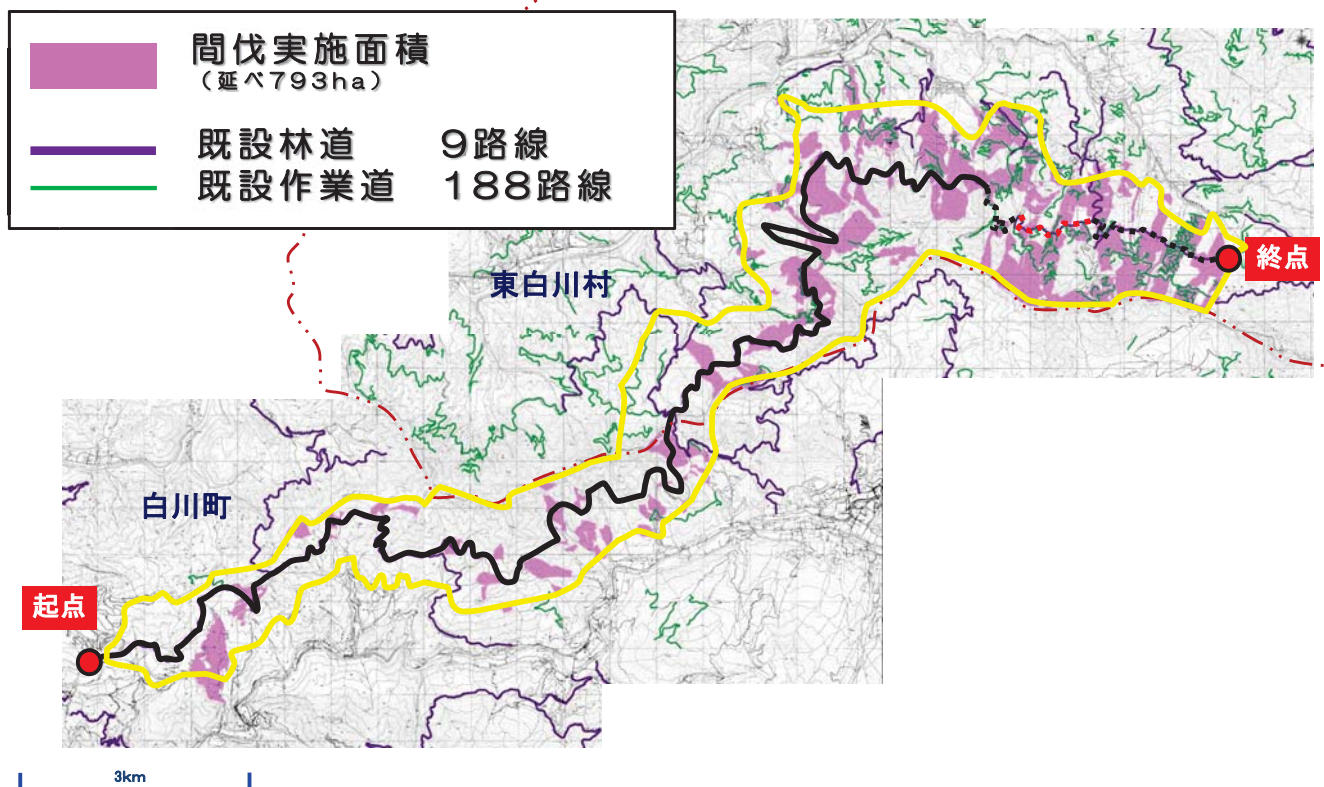 間伐実施面積
（延べ793ha）
既設林道 9路線
既設作業道 188路線
東白川村
終点
白川町
起点
3km